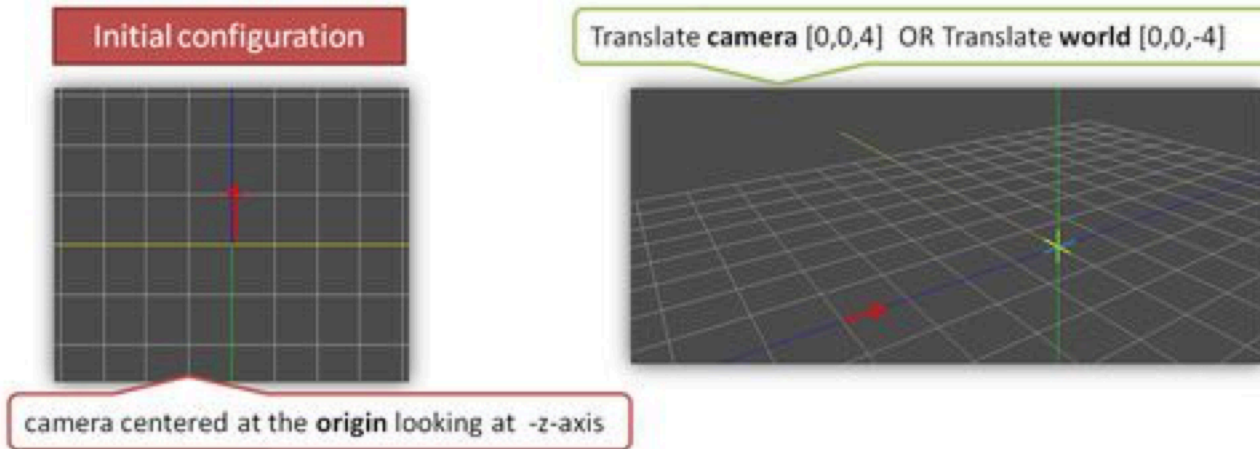 Initial configuration
Translate camera [0,0,4]  OR Translate world [0,0,-4]
camera centered at the origin looking at -z-axis